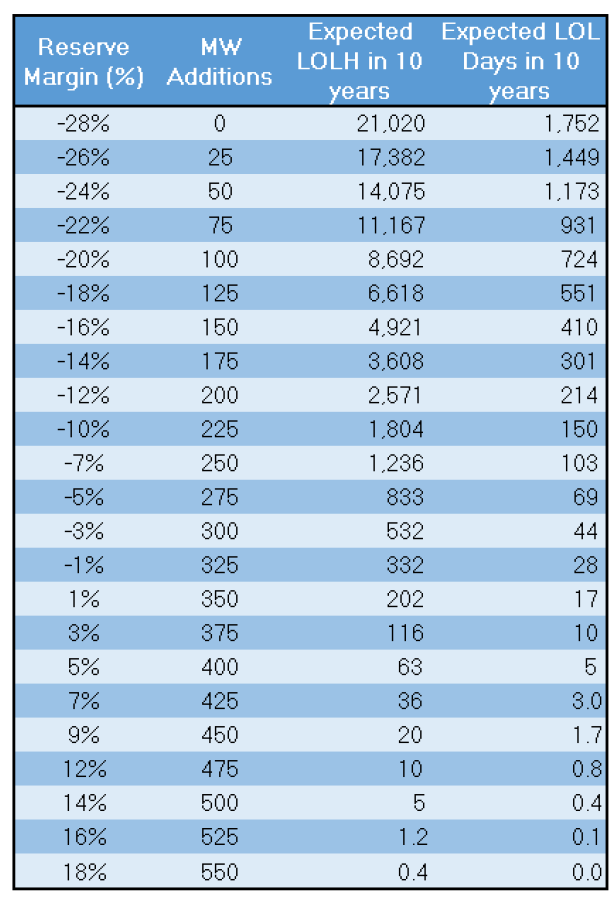 Reserve Margin (%) MW Additions Expected LOLH in 10 years Expected LOL Days in 10 years
-28% 0 21,020 1,752
-26% 25 17,382 1,449
-24% 50 14,075 1,173
-22% 75 11,167 931
-20% 100 8,692 724
-18% 125 6,618 551
-16% 150 4,921 410
-14% 175 3,608 301
-12% 200 2,571 214
-10% 225 1,804 150
-7% 250 1,236 103
-5% 275 833 69
-3% 300 532 44
-1% 325 332 28
1% 350 202 17
3% 375 116 10
5% 400 63 5
7% 425 36 3.0
9% 450 20 1.7
12% 475 10 0.8
14% 500 5 0.4
16% 525 1.2 0.1
18% 550 0.4 0.0